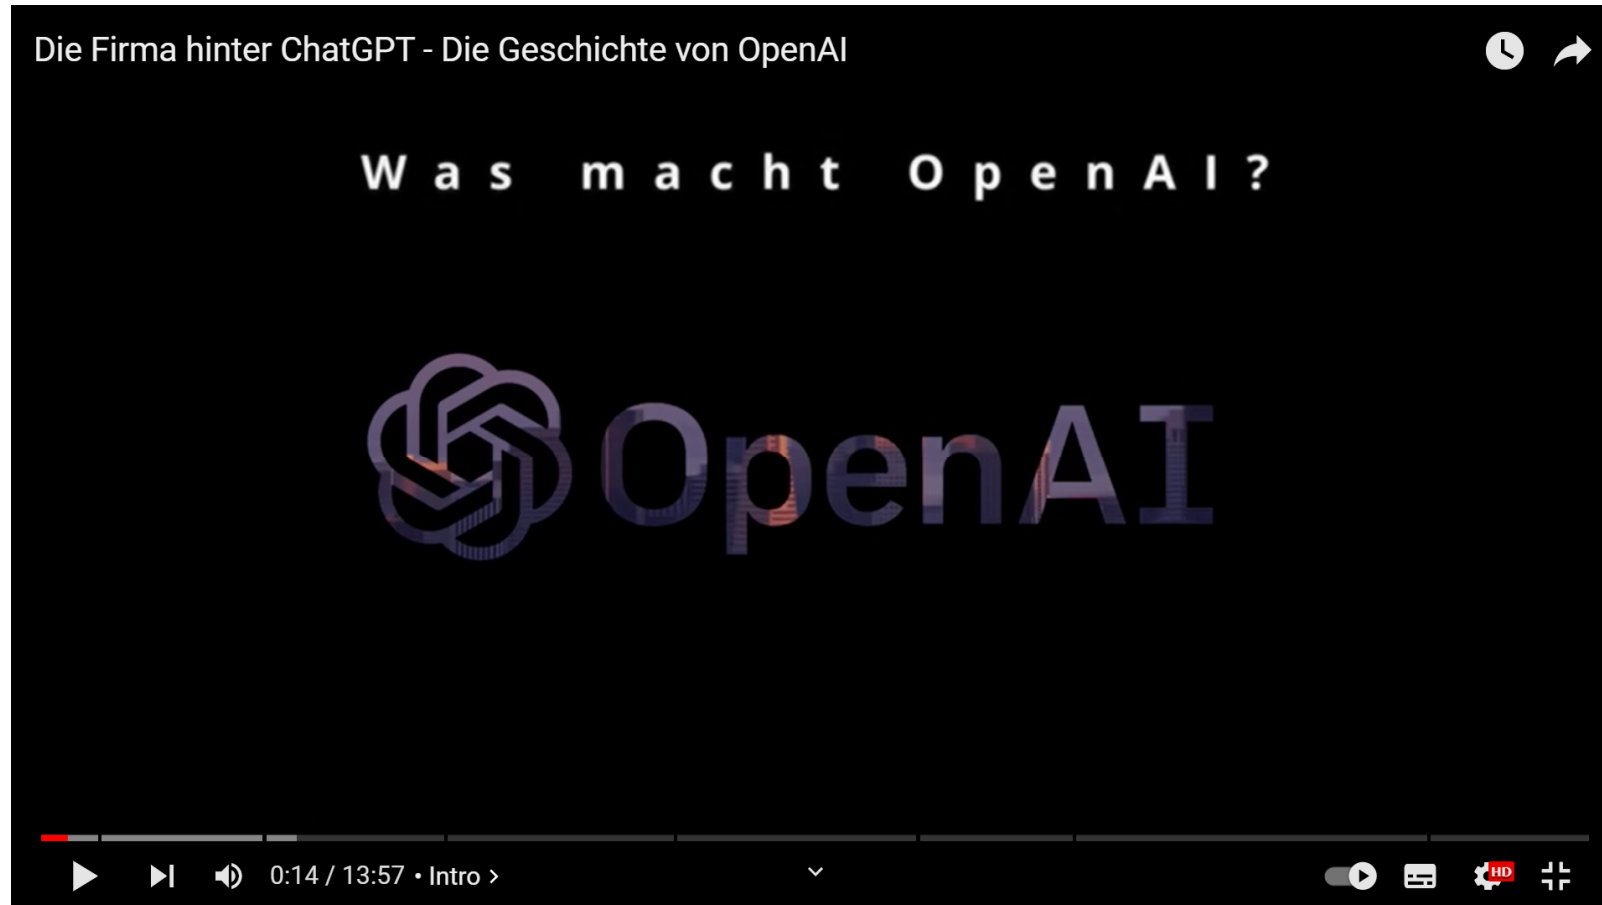 Die Firma hinter ChatGPT - Die Geschichte von OpenAI
Was macht OpenAI?
OpenAI
0:14 / 13:57 • Intro >
HD